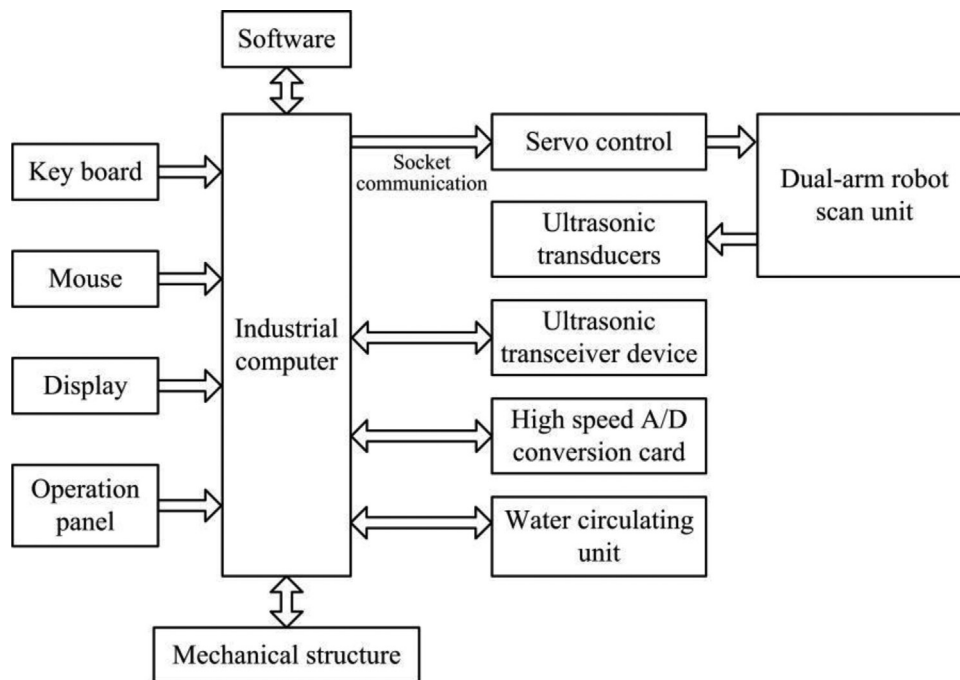 Software
Key board
Mouse
Display
Operation
panel
Industrial
computer
Socket
communication
Servo control
Dual-arm robot
scan unit
Ultrasonic
transducers
Ultrasonic
transceiver device
High speed A/D
conversion card
Water circulating
unit
Mechanical structure